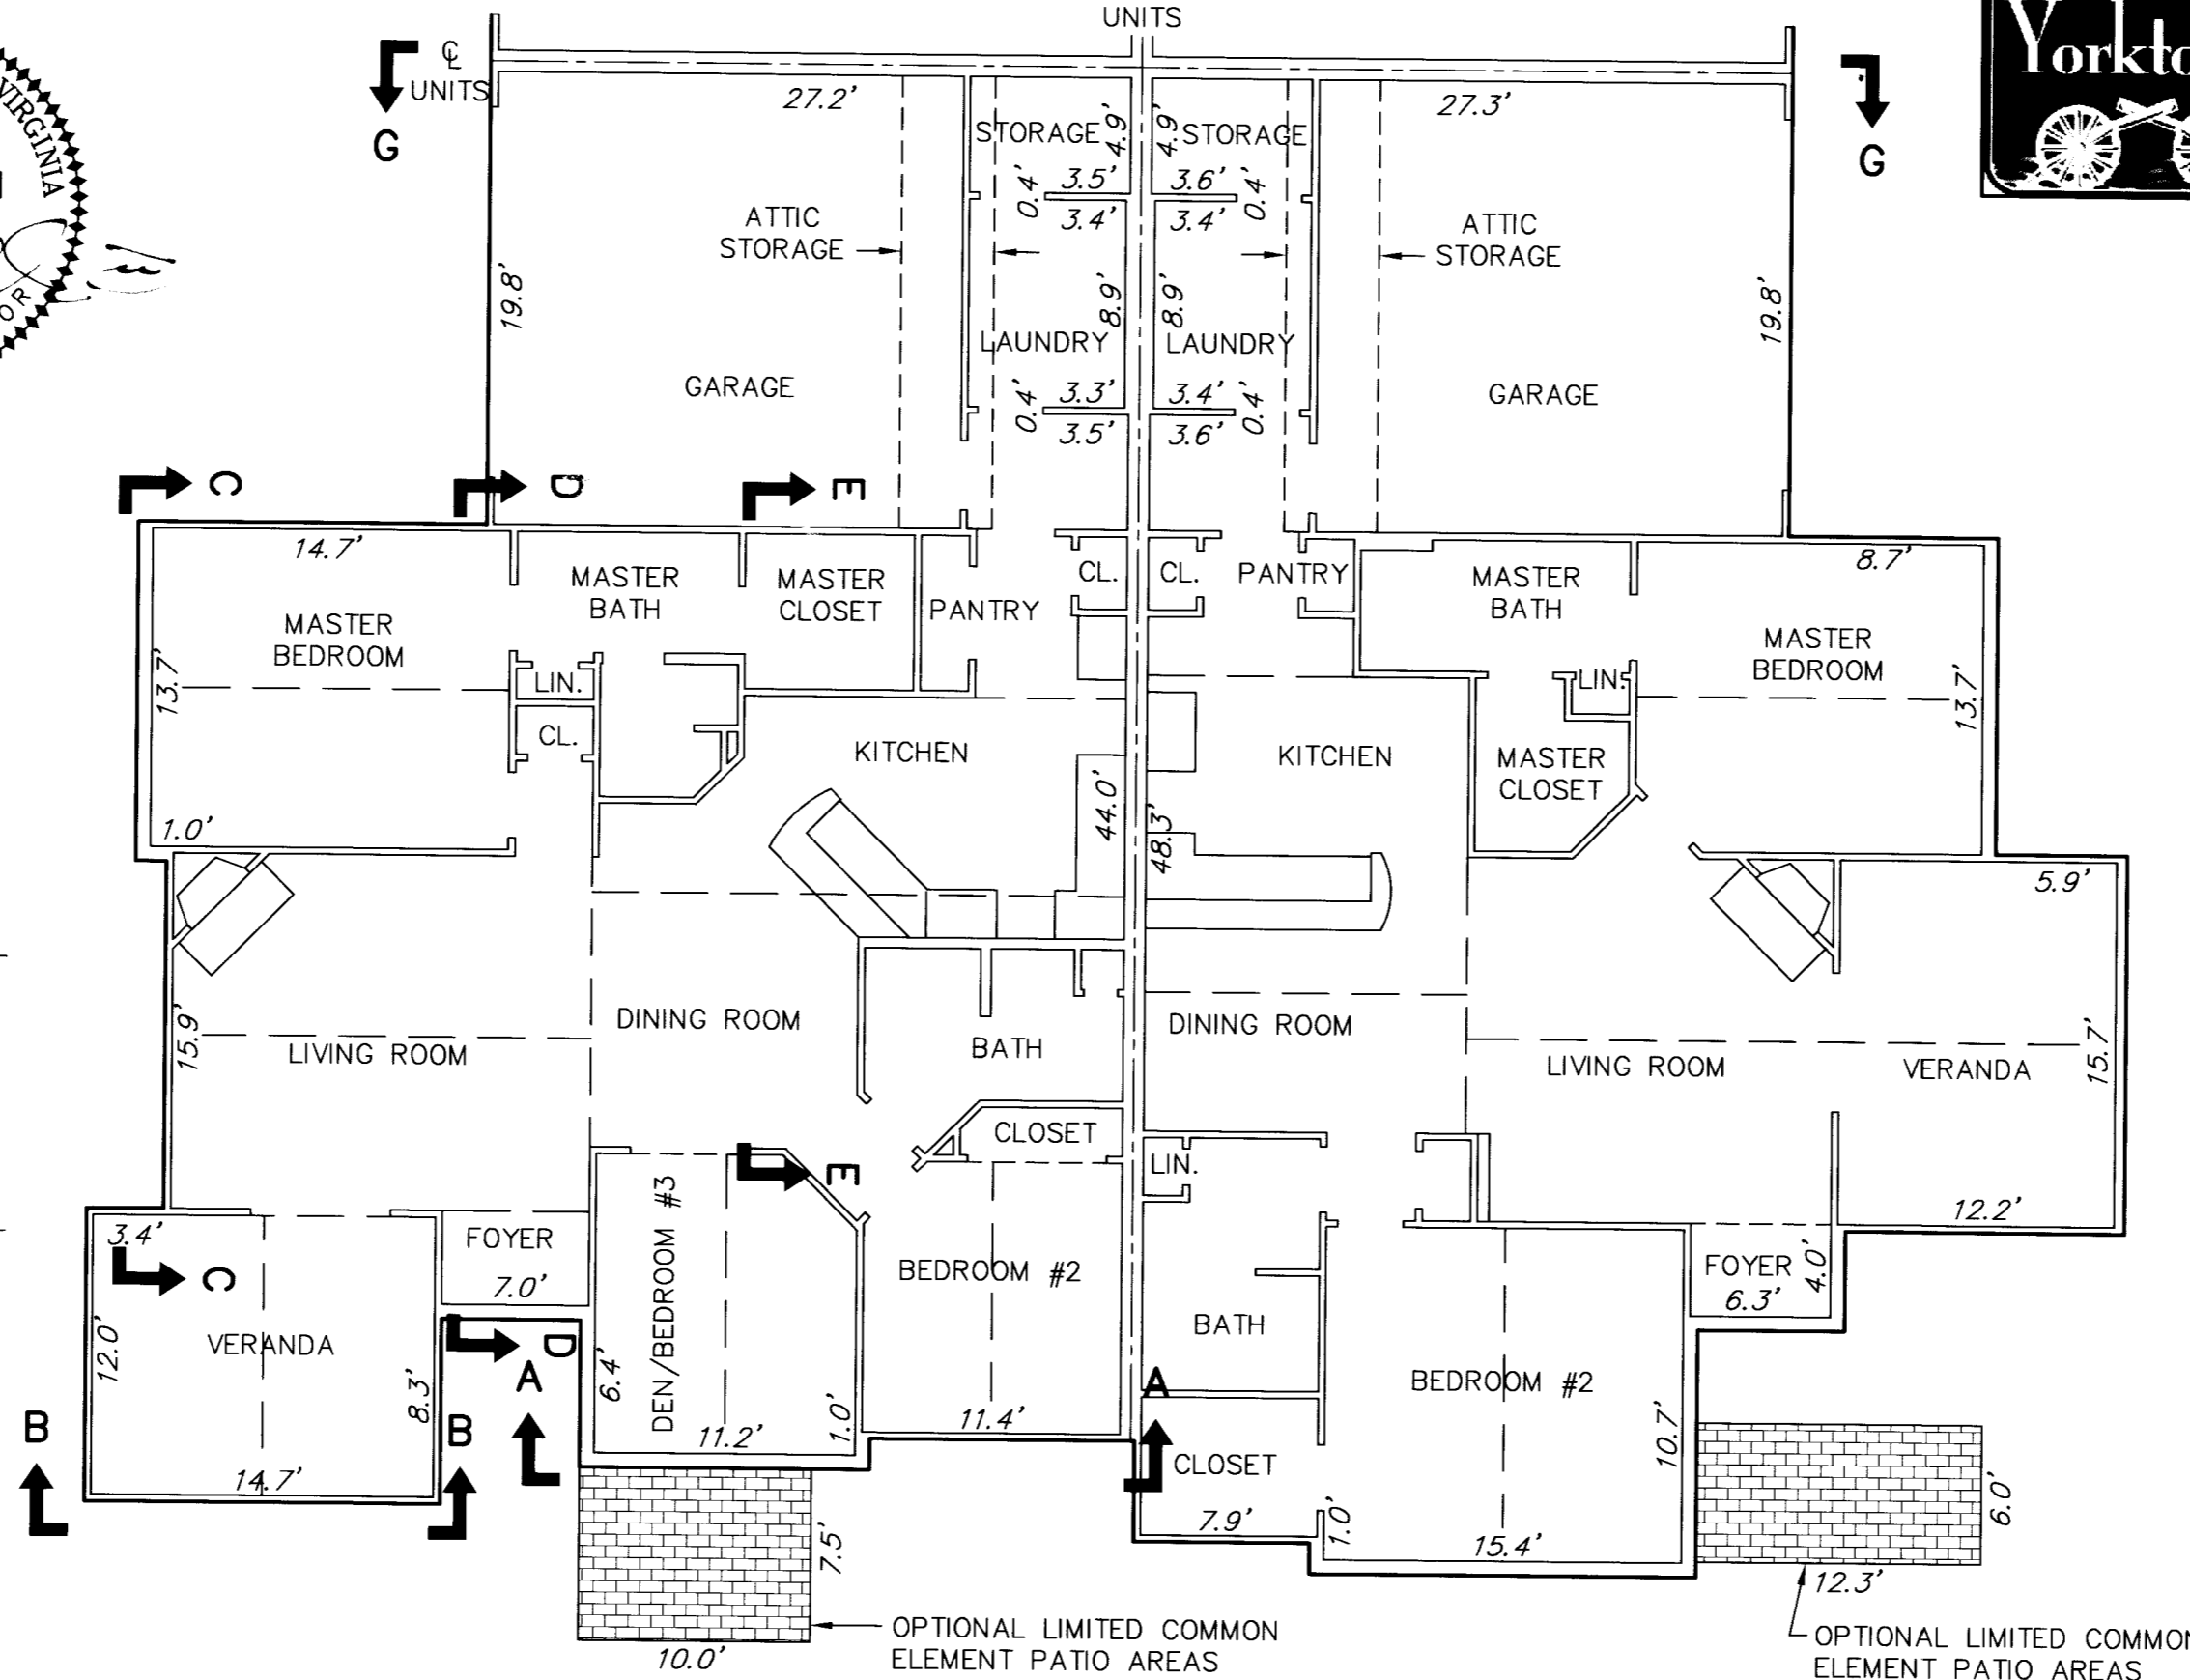 UNITS
℄
UNITS
G
27.2'
STORAGE
4.9'
4.9'
STORAGE
27.3'
G
VIRGINIA
OR
ATTIC
STORAGE
0.4'
3.5'
3.4'
3.6'
3.4'
0.4'
ATTIC
STORAGE
19.8'
GARAGE
LAUNDRY
8.9'
8.9'
LAUNDRY
0.4'
3.3'
3.5'
3.4'
3.6'
0.4'
GARAGE
19.8'
C
D
E
14.7'
MASTER
BEDROOM
13.7'
1.0'
MASTER
BATH
MASTER
CLOSET
PANTRY
CL.
CL.
PANTRY
MASTER
BATH
8.7'
MASTER
BEDROOM
13.7'
LIN.
CL.
KITCHEN
44.0'
48.3'
KITCHEN
LIN.
MASTER
CLOSET
5.9'
15.9'
LIVING ROOM
DINING ROOM
BATH
DINING ROOM
LIVING ROOM
VERANDA
15.7'
CLOSET
LIN.
E
3.4'
C
FOYER
7.0'
DEN/BEDROOM #3
BEDROOM #2
12.2'
FOYER
6.3'
4.0'
12.0'
VERANDA
8.3'
D
A
6.4'
11.2'
1.0'
11.4'
BATH
A
BEDROOM #2
10.7'
B
14.7'
B
CLOSET
7.9'
1.0'
15.4'
6.0'
12.3'
7.5'
10.0'
OPTIONAL LIMITED COMMON
ELEMENT PATIO AREAS
OPTIONAL LIMITED COMMON
ELEMENT PATIO AREAS